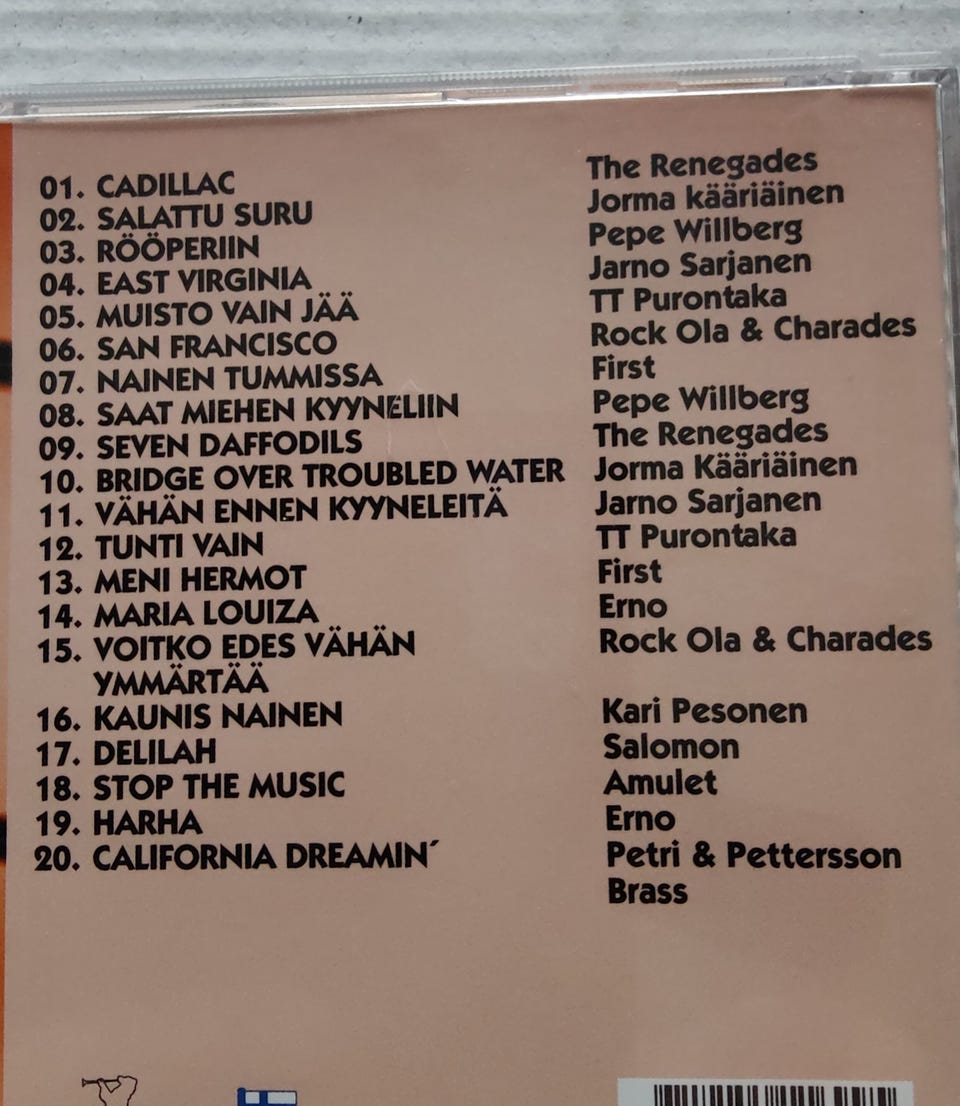 01. CADILLAC The Renegades
02. SALATTU SURU Jorma kääriäinen
03. RÖÖPERIIN Pepe Willberg
04. EAST VIRGINIA Jarno Sarjanen
05. MUISTO VAIN JÄÄ TT Purontaka
06. SAN FRANCISCO Rock Ola & Charades
07. NAINEN TUMMISSA First
08. SAAT MIEHEN KYYNELIIN Pepe Willberg
09. SEVEN DAFFODILS The Renegades
10. BRIDGE OVER TROUBLED WATER Jorma Kääriäinen
11. VÄHÄN ENNEN KYYNELEITÄ Jarno Sarjanen
12. TUNTI VAIN TT Purontaka
13. MENI HERMOT First
14. MARIA LOUIZA Erno
15. VOITKO EDES VÄHÄN Rock Ola & Charades
YMMÄRTÄÄ
16. KAUNIS NAINEN Kari Pesonen
17. DELILAH Salomon
18. STOP THE MUSIC Amulet
19. HARHA Erno
20. CALIFORNIA DREAMIN´ Petri & Pettersson
Brass